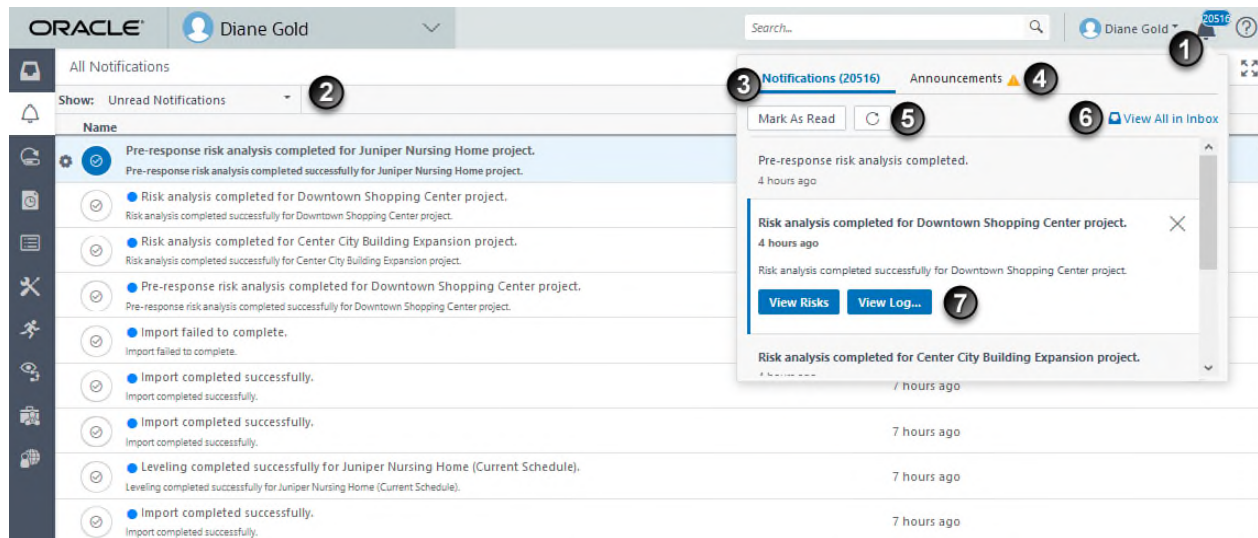 ORACLE®
Diane Gold
Search...
Diane Gold
20516
1
All Notifications
Show: Unread Notifications
2
Name
Pre-response risk analysis completed for Juniper Nursing Home project.
Pre-response risk analysis completed successfully for Juniper Nursing Home project.
Risk analysis completed for Downtown Shopping Center project.
Risk analysis completed successfully for Downtown Shopping Center project.
Risk analysis completed for Center City Building Expansion project.
Risk analysis completed successfully for Center City Building Expansion project.
Pre-response risk analysis completed for Downtown Shopping Center project.
Pre-response risk analysis completed successfully for Downtown Shopping Center project.
Import failed to complete.
Import failed to complete.
Import completed successfully.
Import completed successfully.
7 hours ago
Import completed successfully.
Import completed successfully.
7 hours ago
Leveling completed successfully for Juniper Nursing Home (Current Schedule).
Leveling completed successfully for Juniper Nursing Home (Current Schedule).
7 hours ago
Import completed successfully.
Import completed successfully.
7 hours ago
3
Notifications (20516)
Announcements
4
Mark As Read
5
6
View All in Inbox
Pre-response risk analysis completed.
4 hours ago
Risk analysis completed for Downtown Shopping Center project.
4 hours ago
Risk analysis completed successfully for Downtown Shopping Center project.
View Risks
View Log...
7
Risk analysis completed for Center City Building Expansion project.